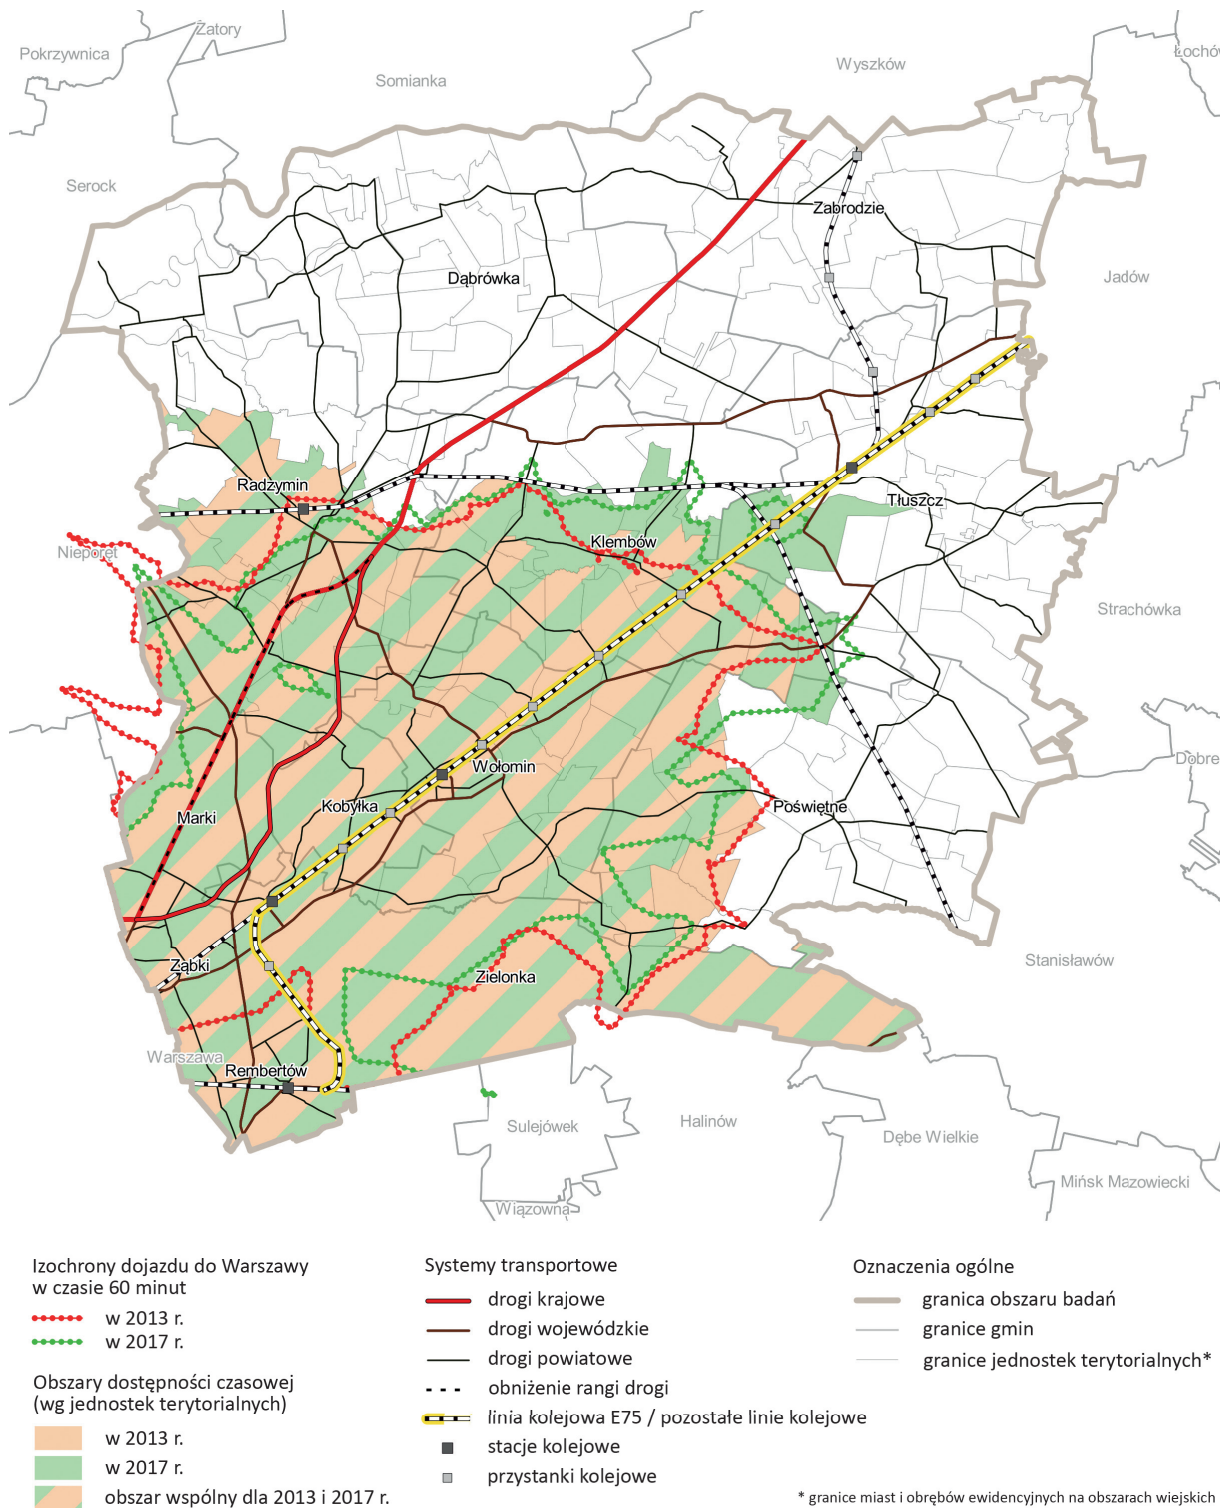 Zatory
Pokrzywnica
Somianka
Wyszków
Serock
Zabrodzie
Dąbrówka
Jadów
Radzymin
Tłuszcz
Klembów
Nieporęt
Strachówka
Wołomin
Dobre
Kobyłka
Poświętne
Marki
Stanisławów
Ząbki
Zielonka
Warszawa
Rembertów
Sulejówek
Halinów
Dębe Wielkie
Mińsk Mazowiecki
Wiązowna
Izochrony dojazdu do Warszawy
w czasie 60 minut
w 2013 r.
w 2017 r.
Obszary dostępności czasowej
(wg jednostek terytorialnych)
w 2013 r.
w 2017 r.
obszar wspólny dla 2013 i 2017 r.
Systemy transportowe
drogi krajowe
drogi wojewódzkie
drogi powiatowe
obniżenie rangi drogi
linia kolejowa E75 / pozostałe linie kolejowe
stacje kolejowe
przystanki kolejowe
Oznaczenia ogólne
granica obszaru badań
granice gmin
granice jednostek terytorialnych*
* granice miast i obrębów ewidencyjnych na obszarach wiejskich